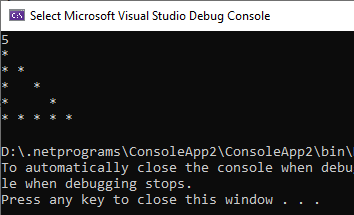 Select Microsoft Visual Studio Debug Console
5
*
* *
*   *
*     *
* * * * *
D:\.netprograms\ConsoleApp2\ConsoleApp2\bin\
To automatically close the console when debu
le when debugging stops.
Press any key to close this window . . .